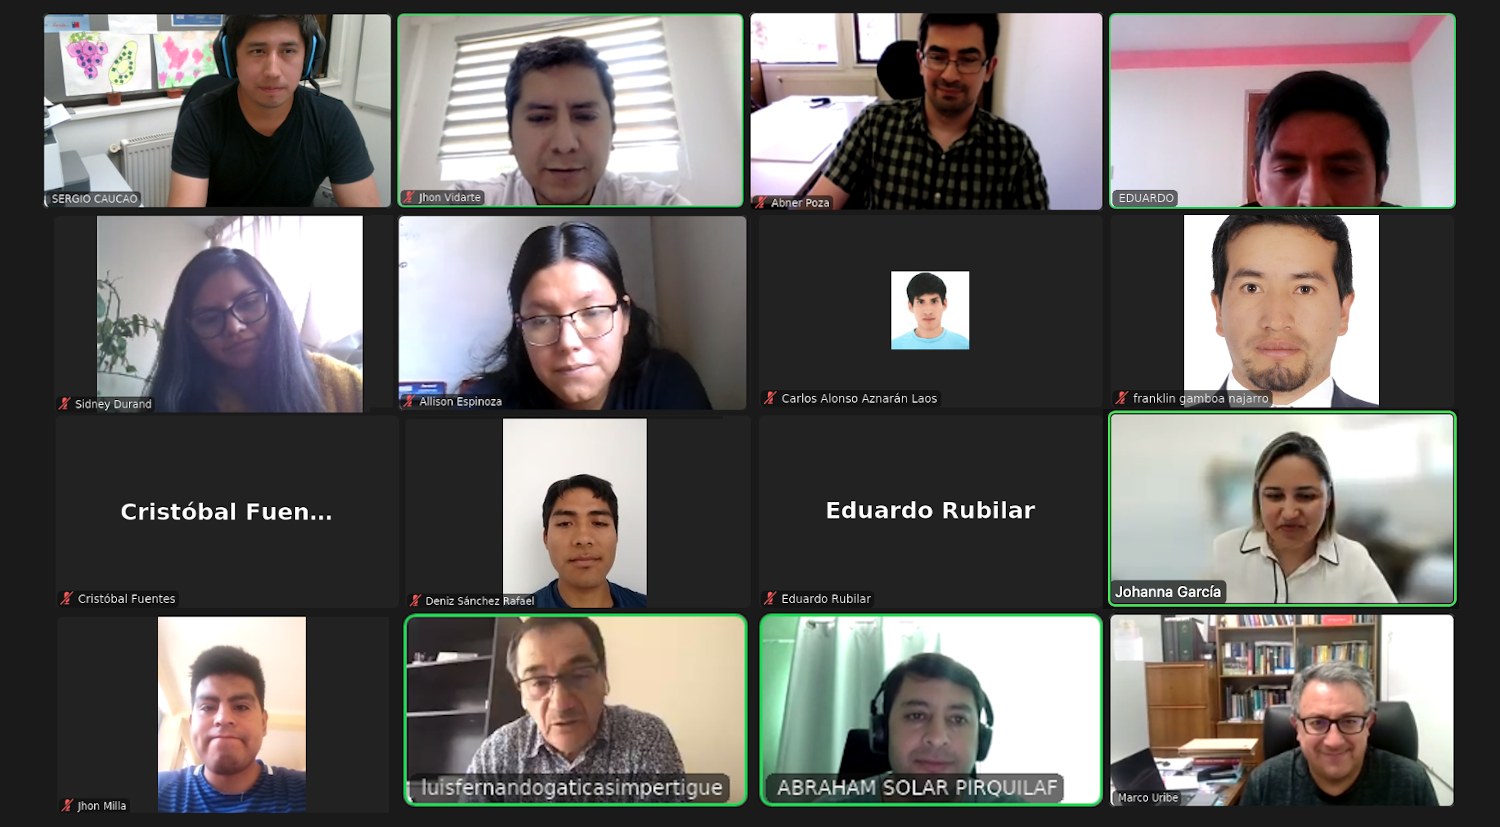 SERGIO CAUCAO
Jhon Vidarte
Abner Poza
EDUARDO
Sidney Durand
Allison Espinoza
Carlos Alonso Aznarán Laos
franklin gamboa najarro
Cristóbal Fuen...
Cristóbal Fuentes
Deniz Sánchez Rafael
Eduardo Rubilar
Eduardo Rubilar
Johanna García
Jhon Milla
luisfernandogaticasimpertigue
ABRAHAM SOLAR PIRQUILAF
Marco Uribe